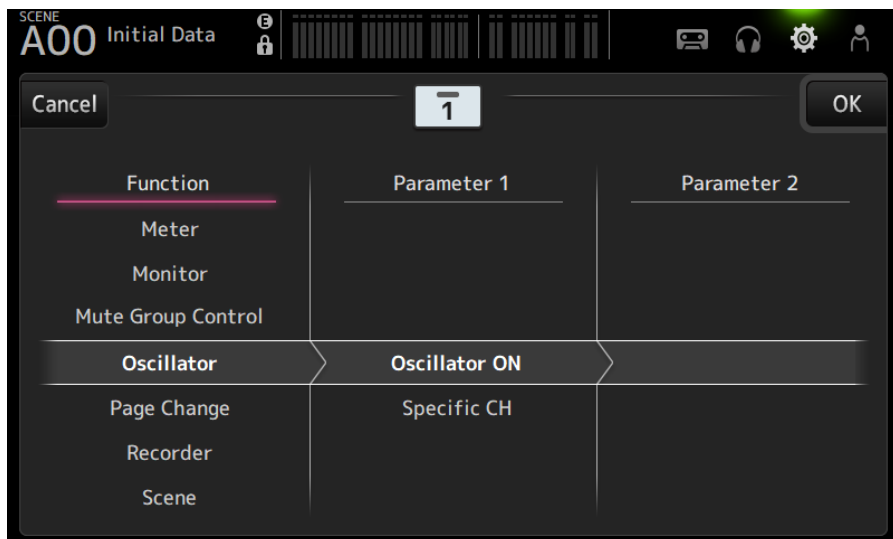 SCENE
A00 Initial Data
E
Cancel
1
OK
Function
Parameter 1
Parameter 2
Meter
Monitor
Mute Group Control
Oscillator
Oscillator ON
Page Change
Specific CH
Recorder
Scene